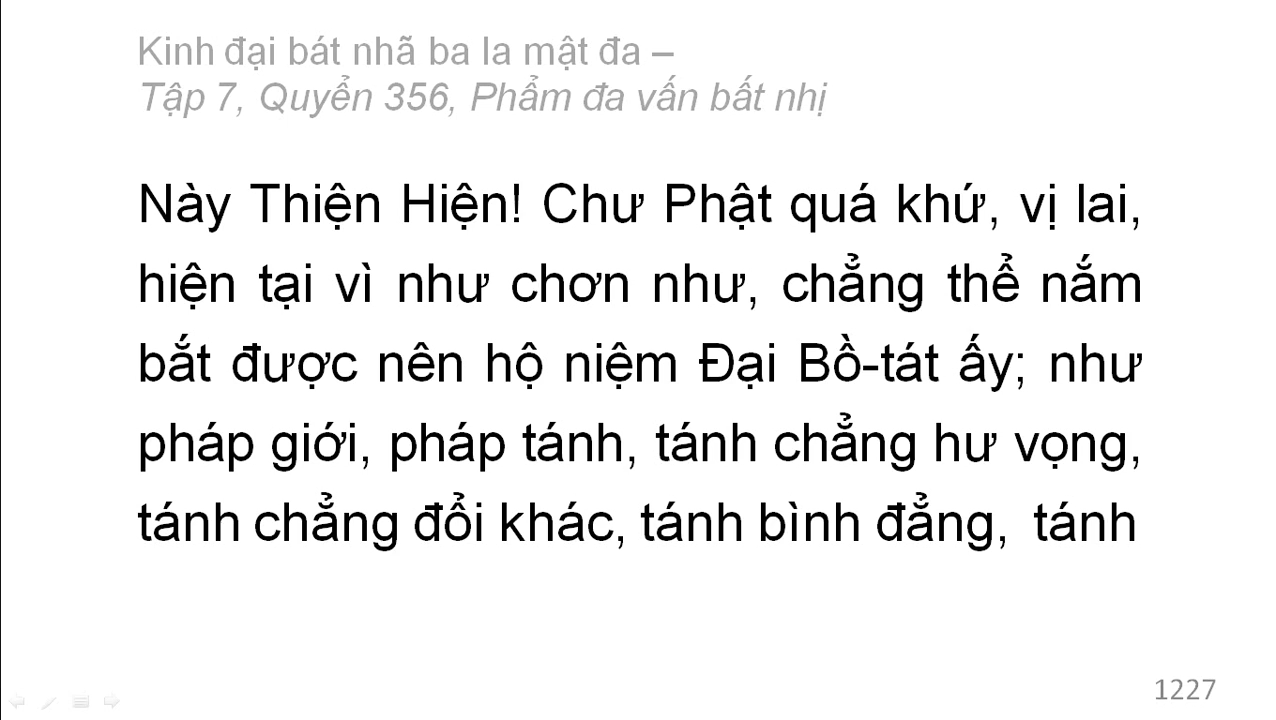 Kinh đại bát nhã ba la mật đa –
Tập 7, Quyển 356, Phẩm đa vấn bất nhị
Này Thiện Hiện! Chư Phật quá khứ, vị lai,
hiện tại vì như chơn như, chẳng thể nắm
bắt được nên hộ niệm Đại Bồ-tát ấy; như
pháp giới, pháp tánh, tánh chẳng hư vọng,
tánh chẳng đổi khác, tánh bình đẳng, tánh
1227